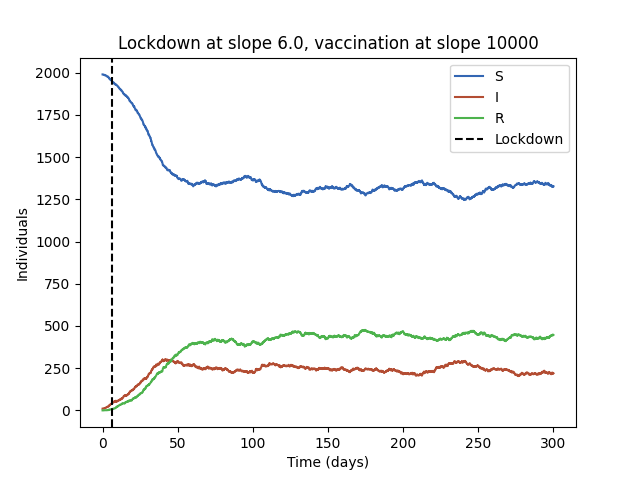 Lockdown at slope 6.0, vaccination at slope 10000
2000
1750
1500
1250
1000
750
500
250
0
Individuals
0 50 100 150 200 250 300
Time (days)
S
I
R
Lockdown